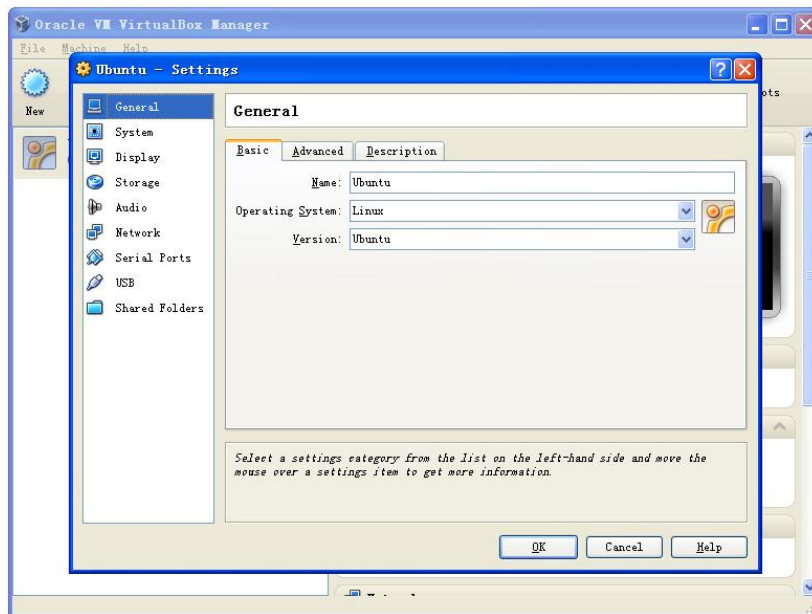 Oracle VM VirtualBox Manager
File Machine Help
New
ots
Ubuntu - Settings
General
System
Display
Storage
Audio
Network
Serial Ports
USB
Shared Folders
General
Basic Advanced Description
Name: Ubuntu
Operating System: Linux
Version: Ubuntu
Select a settings category from the list on the left-hand side and move the
mouse over a settings item to get more information.
OK Cancel Help